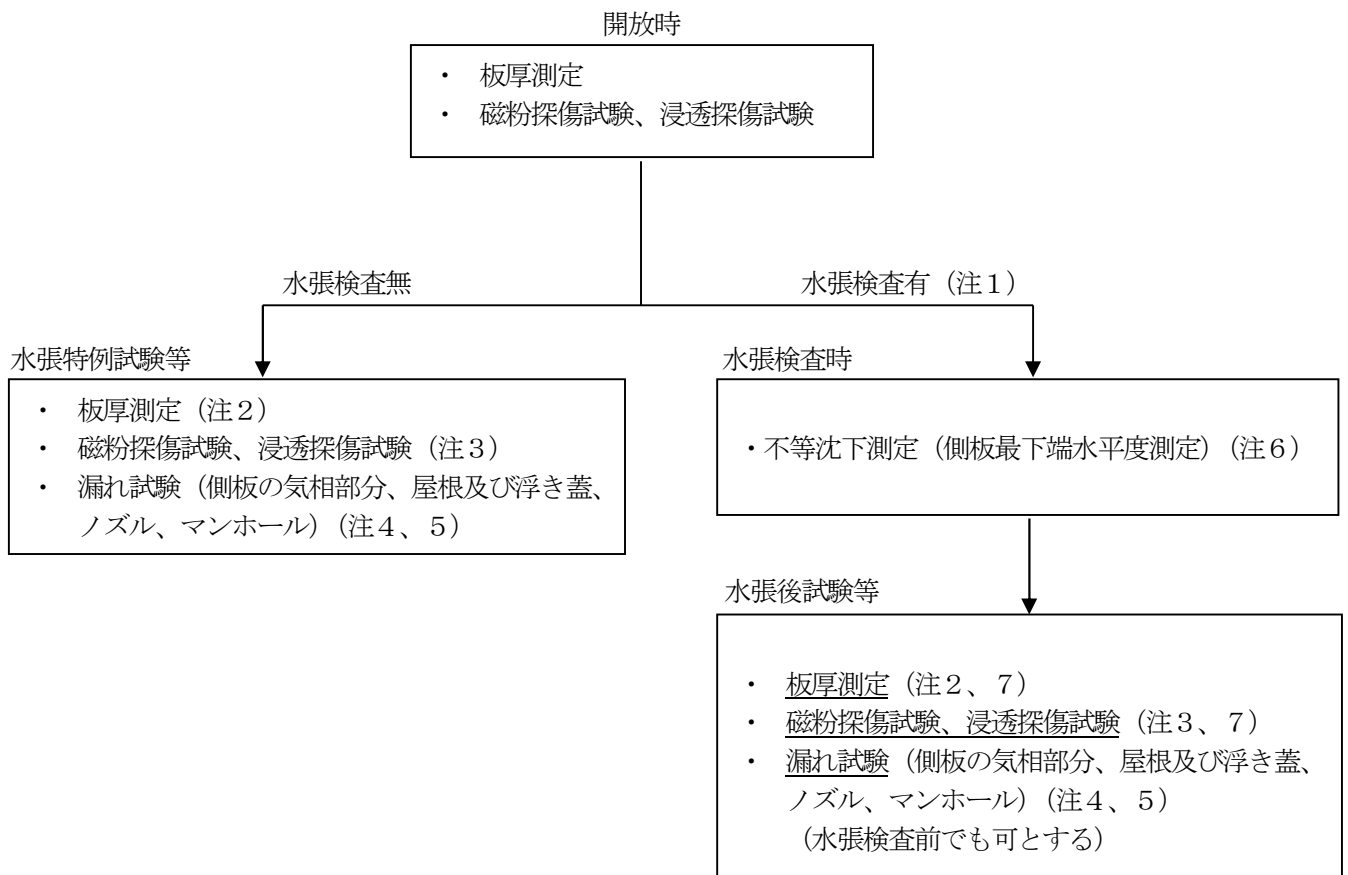 開放時
・ 板厚測定
・ 磁粉探傷試験、浸透探傷試験
水張検査無
水張検査有（注１）
水張特例試験等
・ 板厚測定（注２）
・ 磁粉探傷試験、浸透探傷試験（注３）
・ 漏れ試験（側板の気相部分、屋根及び浮き蓋、
ノズル、マンホール）（注４、５）
水張検査時
・不等沈下測定（側板最下端水平度測定）（注６）
水張後試験等
・ 板厚測定（注２、７）
・ 磁粉探傷試験、浸透探傷試験（注３、７）
・ 漏れ試験（側板の気相部分、屋根及び浮き蓋、
ノズル、マンホール）（注４、５）
（水張検査前でも可とする）